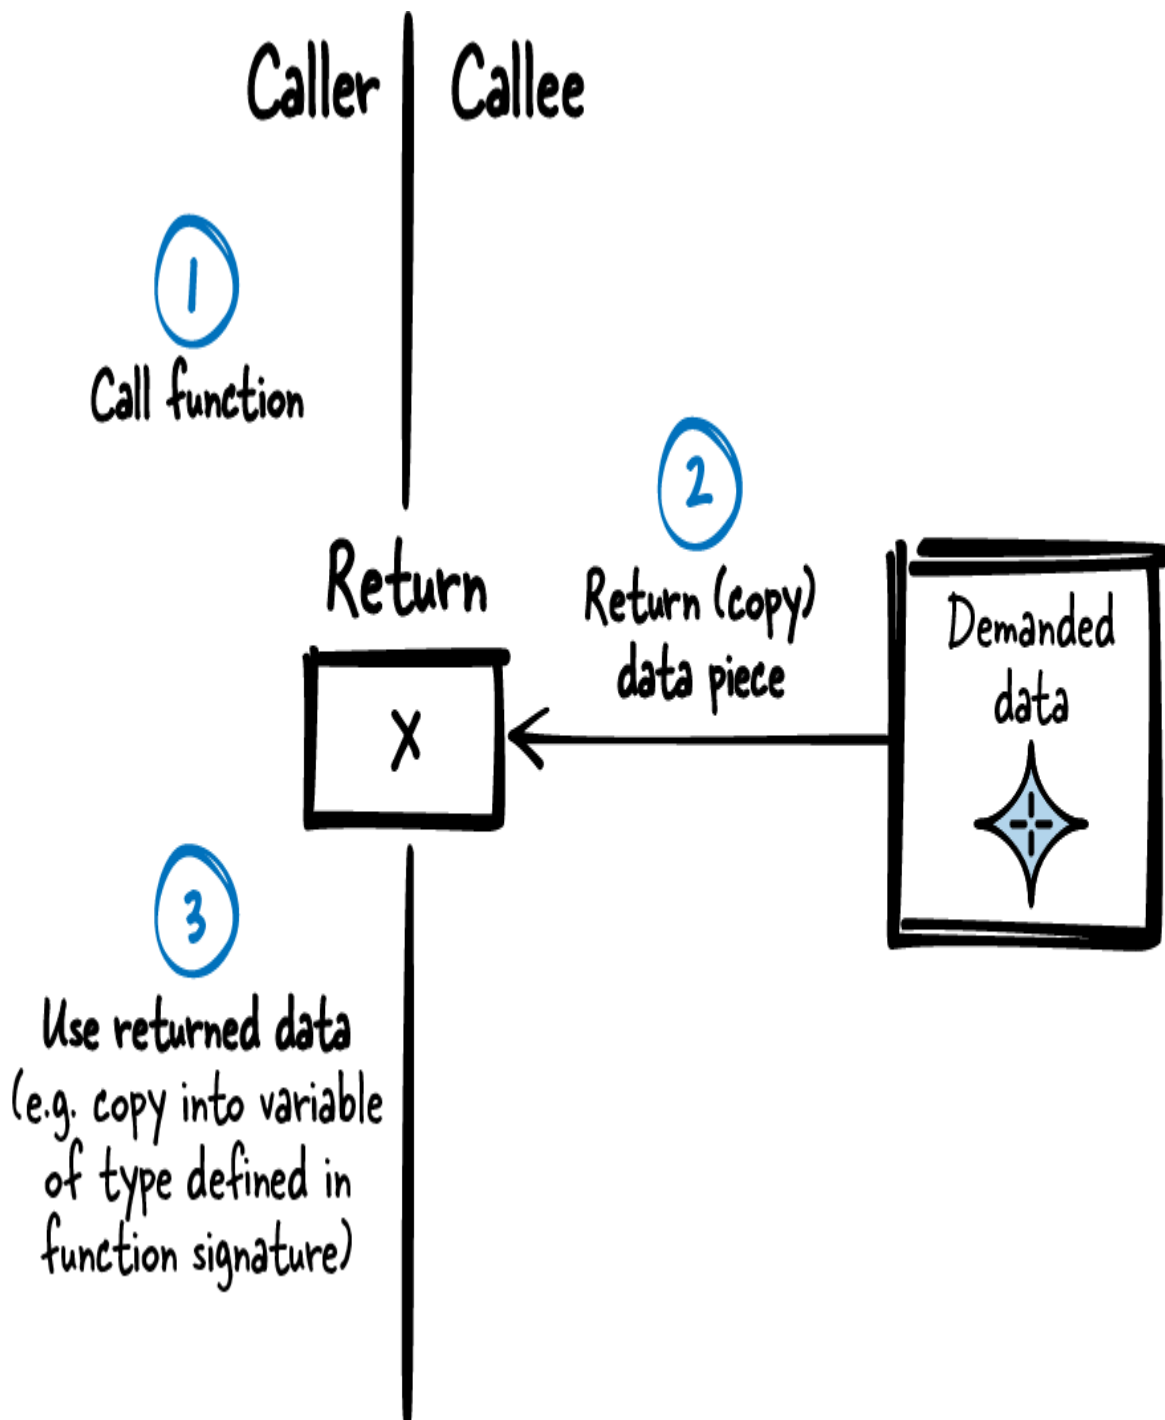 Caller
Callee
1
Call function
2
Return
Return (copy)
data piece
Demanded
data
X
3
Use returned data
(e.g. copy into variable
of type defined in
function signature)